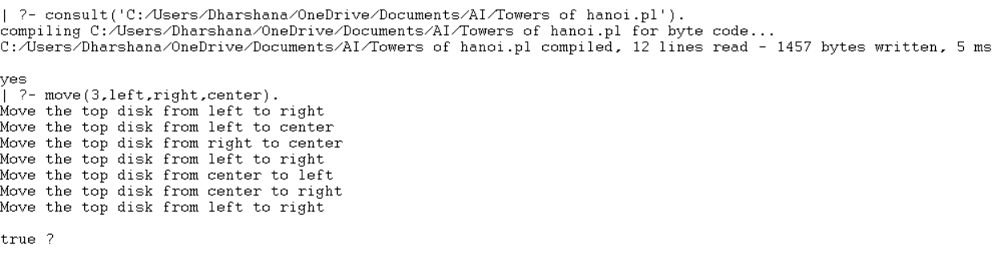 | ?- consult('C:/Users/Dharshana/OneDrive/Documents/AI/Towers of hanoi.pl').
compiling C:/Users/Dharshana/OneDrive/Documents/AI/Towers of hanoi.pl for byte code...
C:/Users/Dharshana/OneDrive/Documents/AI/Towers of hanoi.pl compiled, 12 lines read - 1457 bytes written, 5 ms
yes
| ?- move(3,left,right,center).
Move the top disk from left to right
Move the top disk from left to center
Move the top disk from right to center
Move the top disk from left to right
Move the top disk from center to left
Move the top disk from center to right
Move the top disk from left to right
true ?